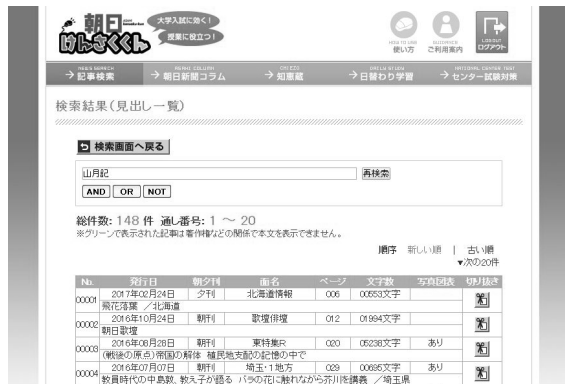 朝日けんさくくん
大学入試に効く！
授業に役立つ！
使い方
ご利用案内
LOGOUT
ログアウト
→記事検索
→朝日新聞コラム
→知恵蔵
→日替わり学習
→センター試験対策
検索結果（見出し一覧）
検索画面へ戻る
山月記 再検索
AND OR NOT
総件数: 148 件 通し番号: 1 ～ 20
※グリーンで表示された記事は著作権などの関係で本文を表示できません。
順序 新しい順 | 古い順
▼次の20件
No. 発行日 朝夕刊 面名 ページ 文字数 写真図表 切り抜き
00001 2017年02月24日 夕刊 北海道情報 006 00553文字
飛花落葉 ／北海道
00002 2016年10月24日 朝刊 歌壇俳壇 012 01994文字
朝日歌壇
00003 2016年08月28日 朝刊 東特集R 020 05238文字 あり
（戦後の原点）帝国の解体 植民地支配の記憶の中で
00004 2016年07月07日 朝刊 埼玉・1地方 029 00695文字 あり
教員時代の中島敦、教え子が語る バラの花に触れながら芥川を講義 ／埼玉県